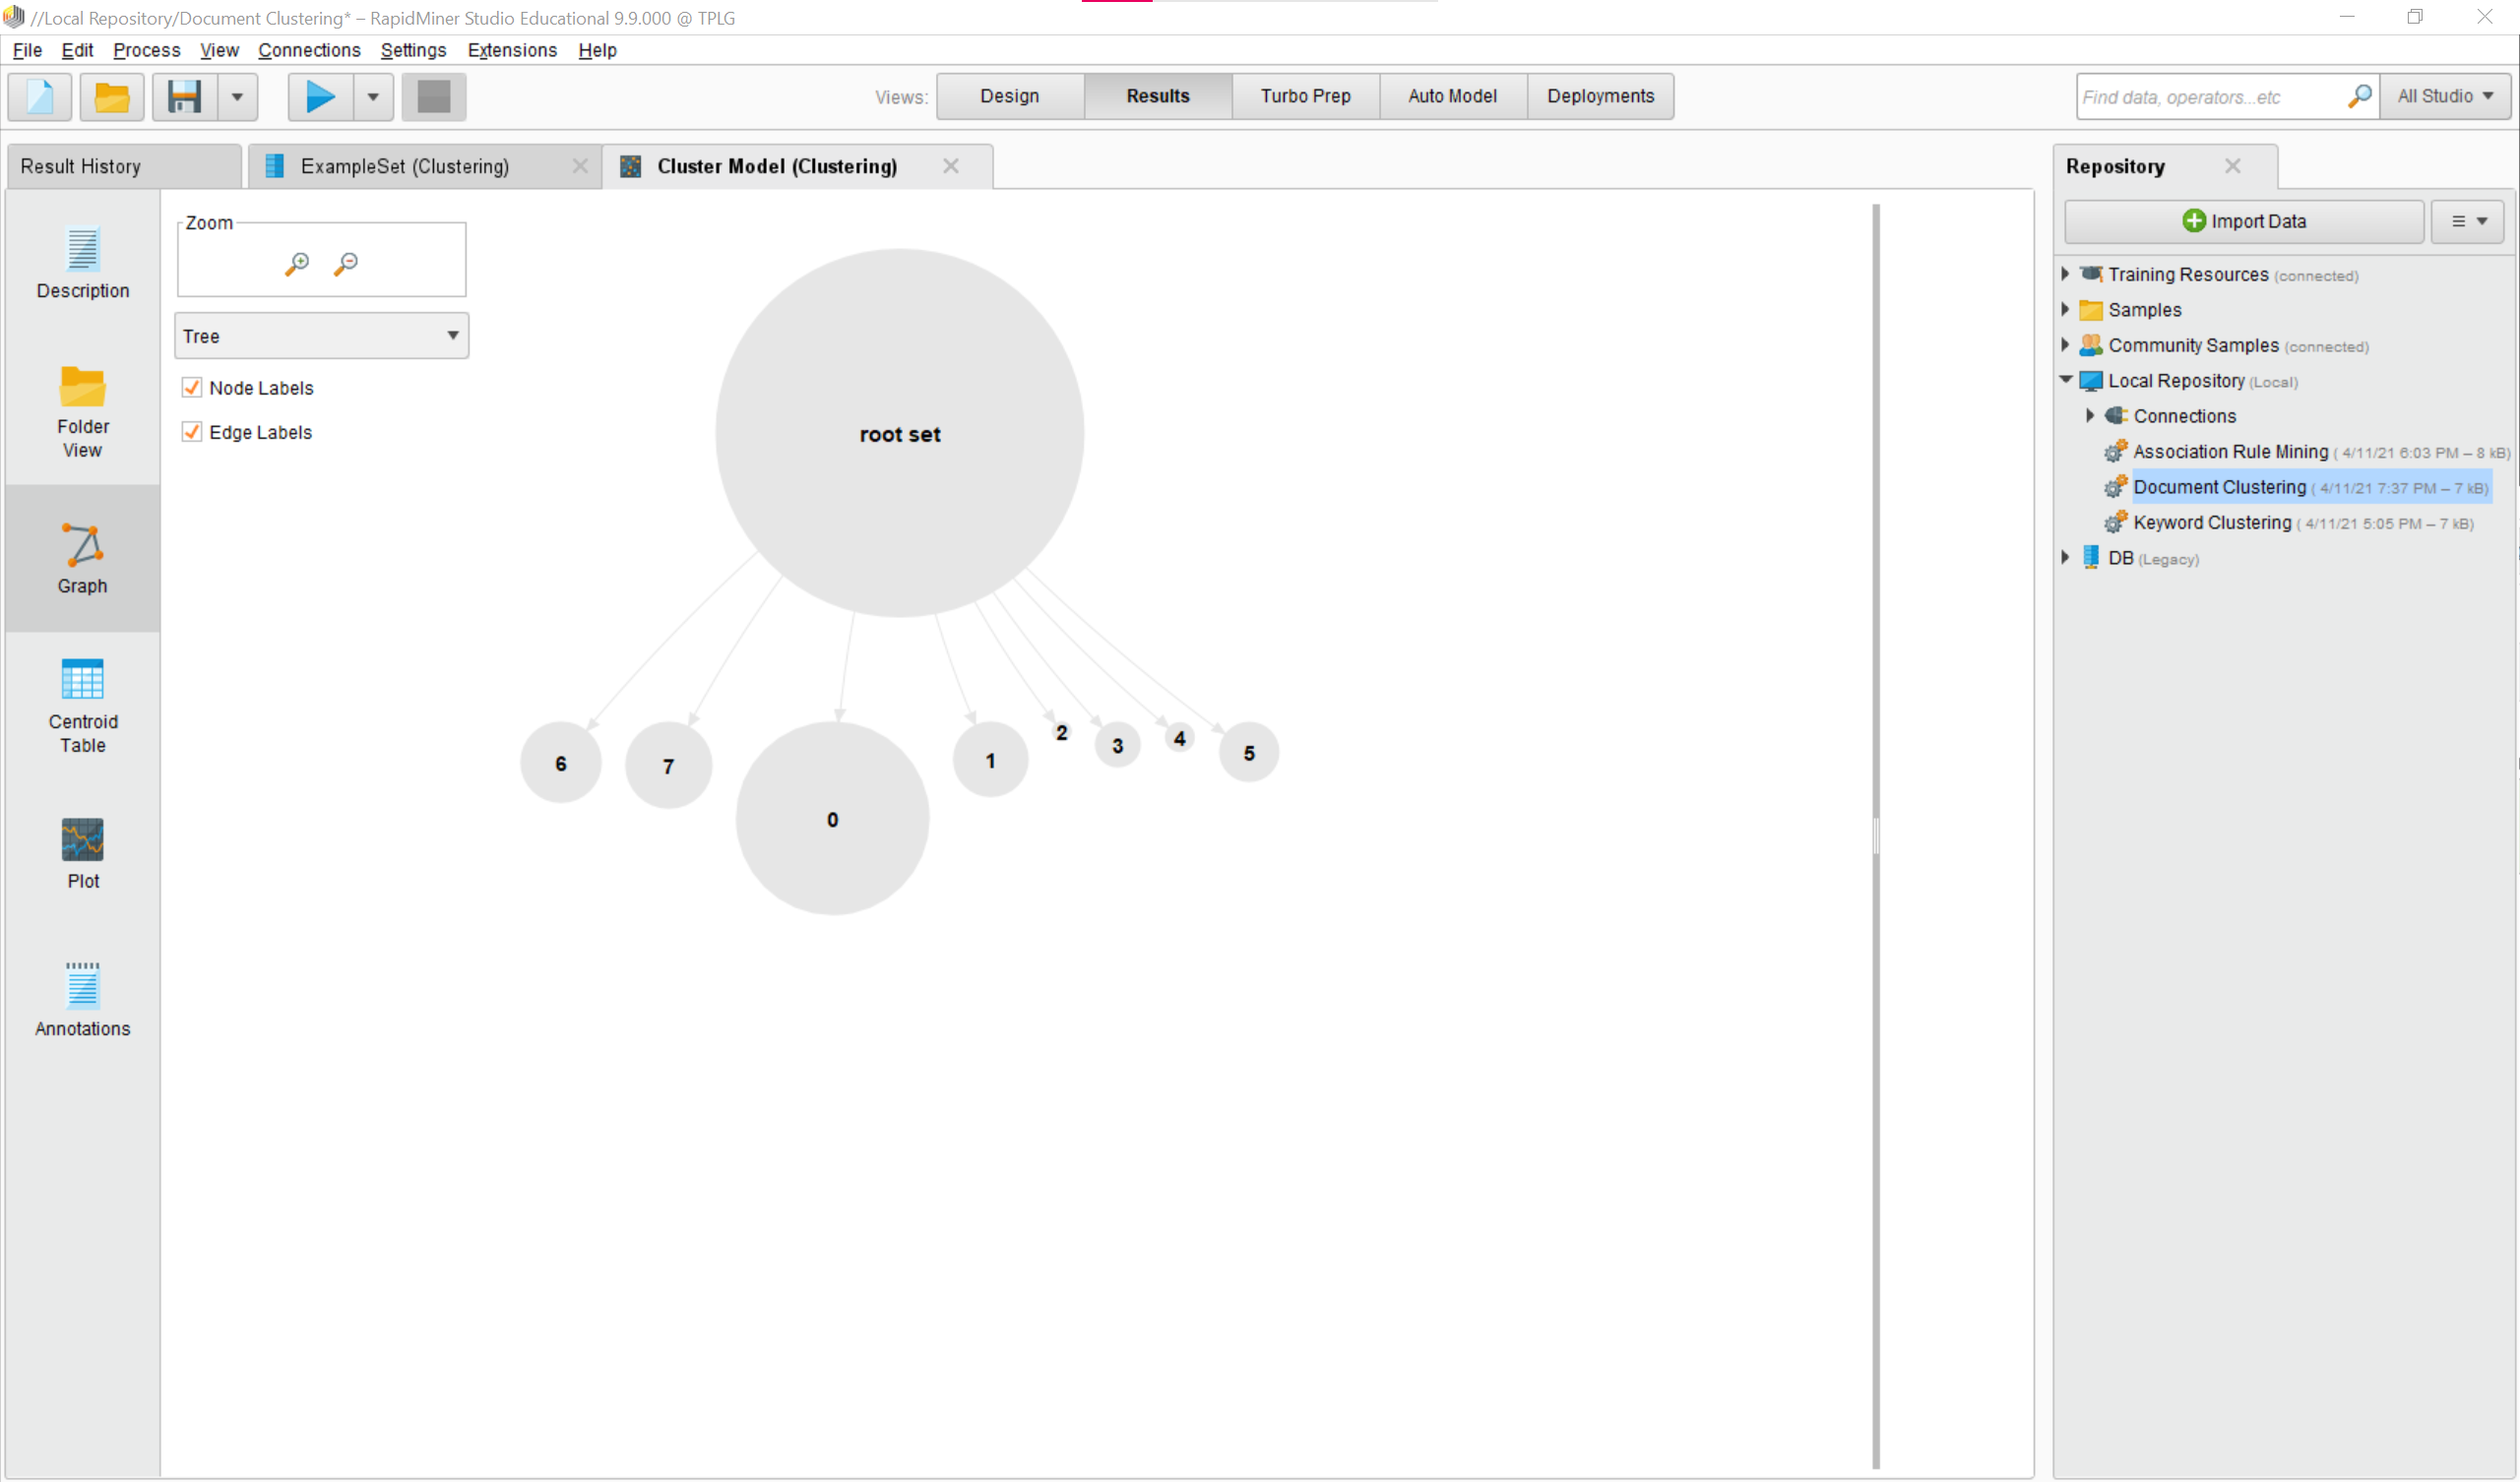 //Local Repository/Document Clustering* – RapidMiner Studio Educational 9.9.000 @ TPLG
File Edit Process View Connections Settings Extensions Help
Views: Design Results Turbo Prep Auto Model Deployments
Find data, operators...etc All Studio
Result History ExampleSet (Clustering) Cluster Model (Clustering)
Description
Folder
View
Graph
Centroid
Table
Plot
Annotations
Zoom
Tree
Node Labels
Edge Labels
root set
6 7 0 1 2 3 4 5
Repository
Import Data
Training Resources (connected)
Samples
Community Samples (connected)
Local Repository (Local)
Connections
Association Rule Mining ( 4/11/21 6:03 PM – 8 kB)
Document Clustering ( 4/11/21 7:37 PM – 7 kB)
Keyword Clustering ( 4/11/21 5:05 PM – 7 kB)
DB (Legacy)